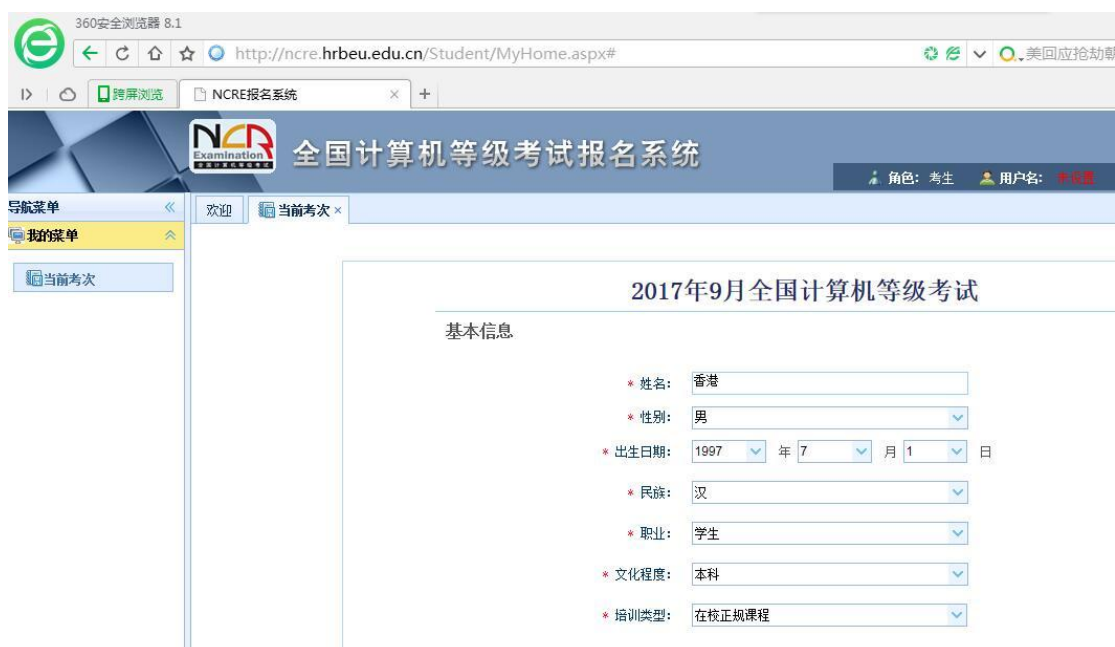 360安全浏览器 8.1
http://ncre.hrbeu.edu.cn/Student/MyHome.aspx#
美回应抢劫朝
跨屏浏览 NCRE报名系统
NCR
Examination
全国计算机等级考试报名系统
角色: 考生 用户名: 未设置
导航菜单
欢迎 当前考次
我的菜单
当前考次
2017年9月全国计算机等级考试
基本信息
* 姓名: 香港
* 性别: 男
* 出生日期: 1997 年 7 月 1 日
* 民族: 汉
* 职业: 学生
* 文化程度: 本科
* 培训类型: 在校正规课程